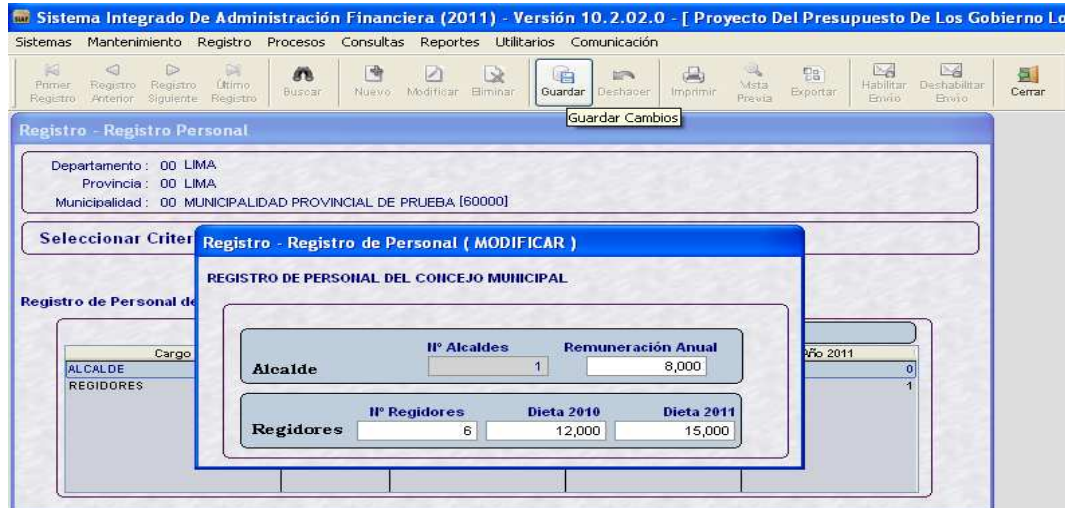 Sistema Integrado De Administración Financiera (2011) - Versión 10.2.02.0 - [ Proyecto Del Presupuesto De Los Gobierno Lo
Sistemas Mantenimiento Registro Procesos Consultas Reportes Utilitarios Comunicación
Primer Registro
Registro Anterior
Registro Siguiente
Último Registro
Buscar
Nuevo
Modificar
Eliminar
Guardar
Deshacer
Imprimir
Vista Previa
Exportar
Habilitar Envio
Deshabilitar Envio
Cerrar
Guardar Cambios
Registro - Registro Personal
Departamento : 00 LIMA
Provincia : 00 LIMA
Municipalidad : 00 MUNICIPALIDAD PROVINCIAL DE PRUEBA [60000]
Seleccionar Criter
Registro - Registro de Personal ( MODIFICAR )
REGISTRO DE PERSONAL DEL CONCEJO MUNICIPAL
Registro de Personal de
Nº Alcaldes Remuneración Anual
Alcalde 1 8,000
Nº Regidores Dieta 2010 Dieta 2011
Regidores 6 12,000 15,000
Cargo Año 2011
ALCALDE 0
REGIDORES 1